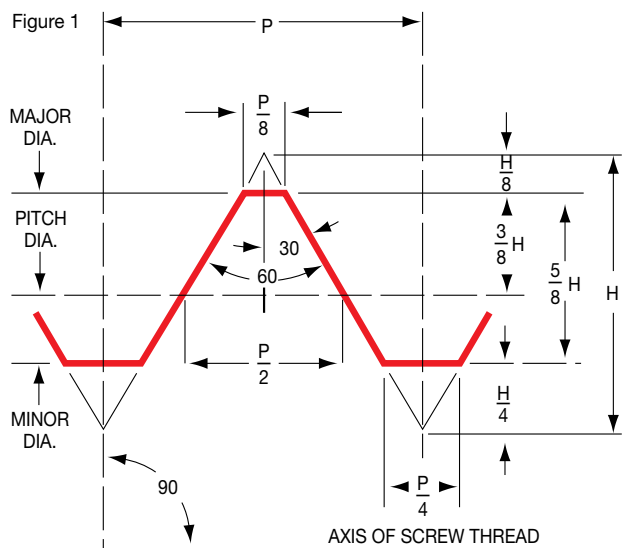 Figure 1
P
P
8
MAJOR
DIA.
H
8
PITCH
DIA.
30
3
8
H
60
5
8
H
H
P
2
H
4
MINOR
DIA.
90
P
4
AXIS OF SCREW THREAD